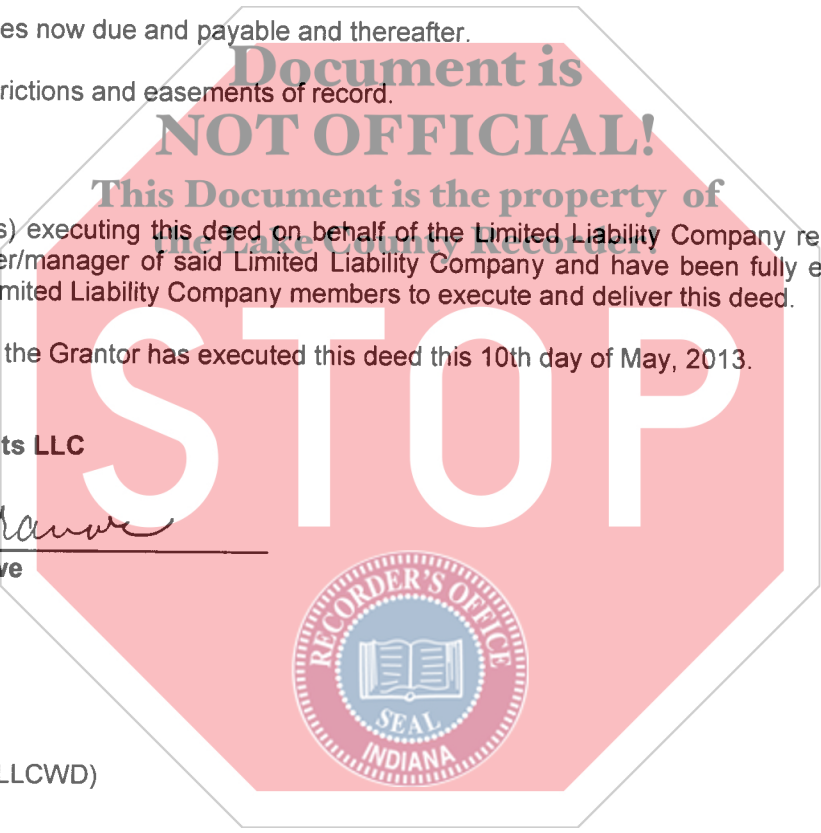 es now due and payable and thereafter.
Document is
rictions and easements of record.
NOT OFFICIAL!
This Document is the property of
s) executing this deed on behalf of the Limited Liability Company re
the Lake County Recorder!
er/manager of said Limited Liability Company and have been fully e
mited Liability Company members to execute and deliver this deed.
the Grantor has executed this deed this 10th day of May, 2013.
STOP
ts LLC
ve
RECORDER'S OFFICE
SEAL
INDIANA
LLCWD)